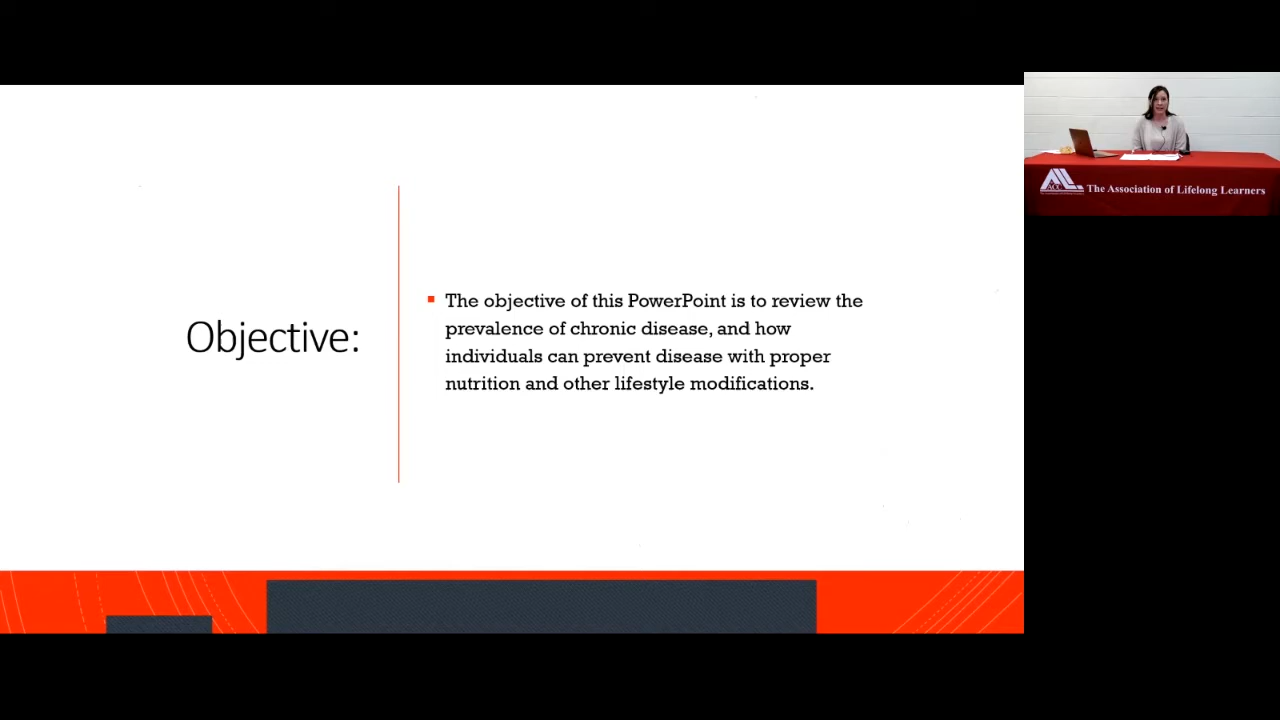 Objective:
The objective of this PowerPoint is to review the
prevalence of chronic disease, and how
individuals can prevent disease with proper
nutrition and other lifestyle modifications.
ACC
The Association of Lifelong Learners